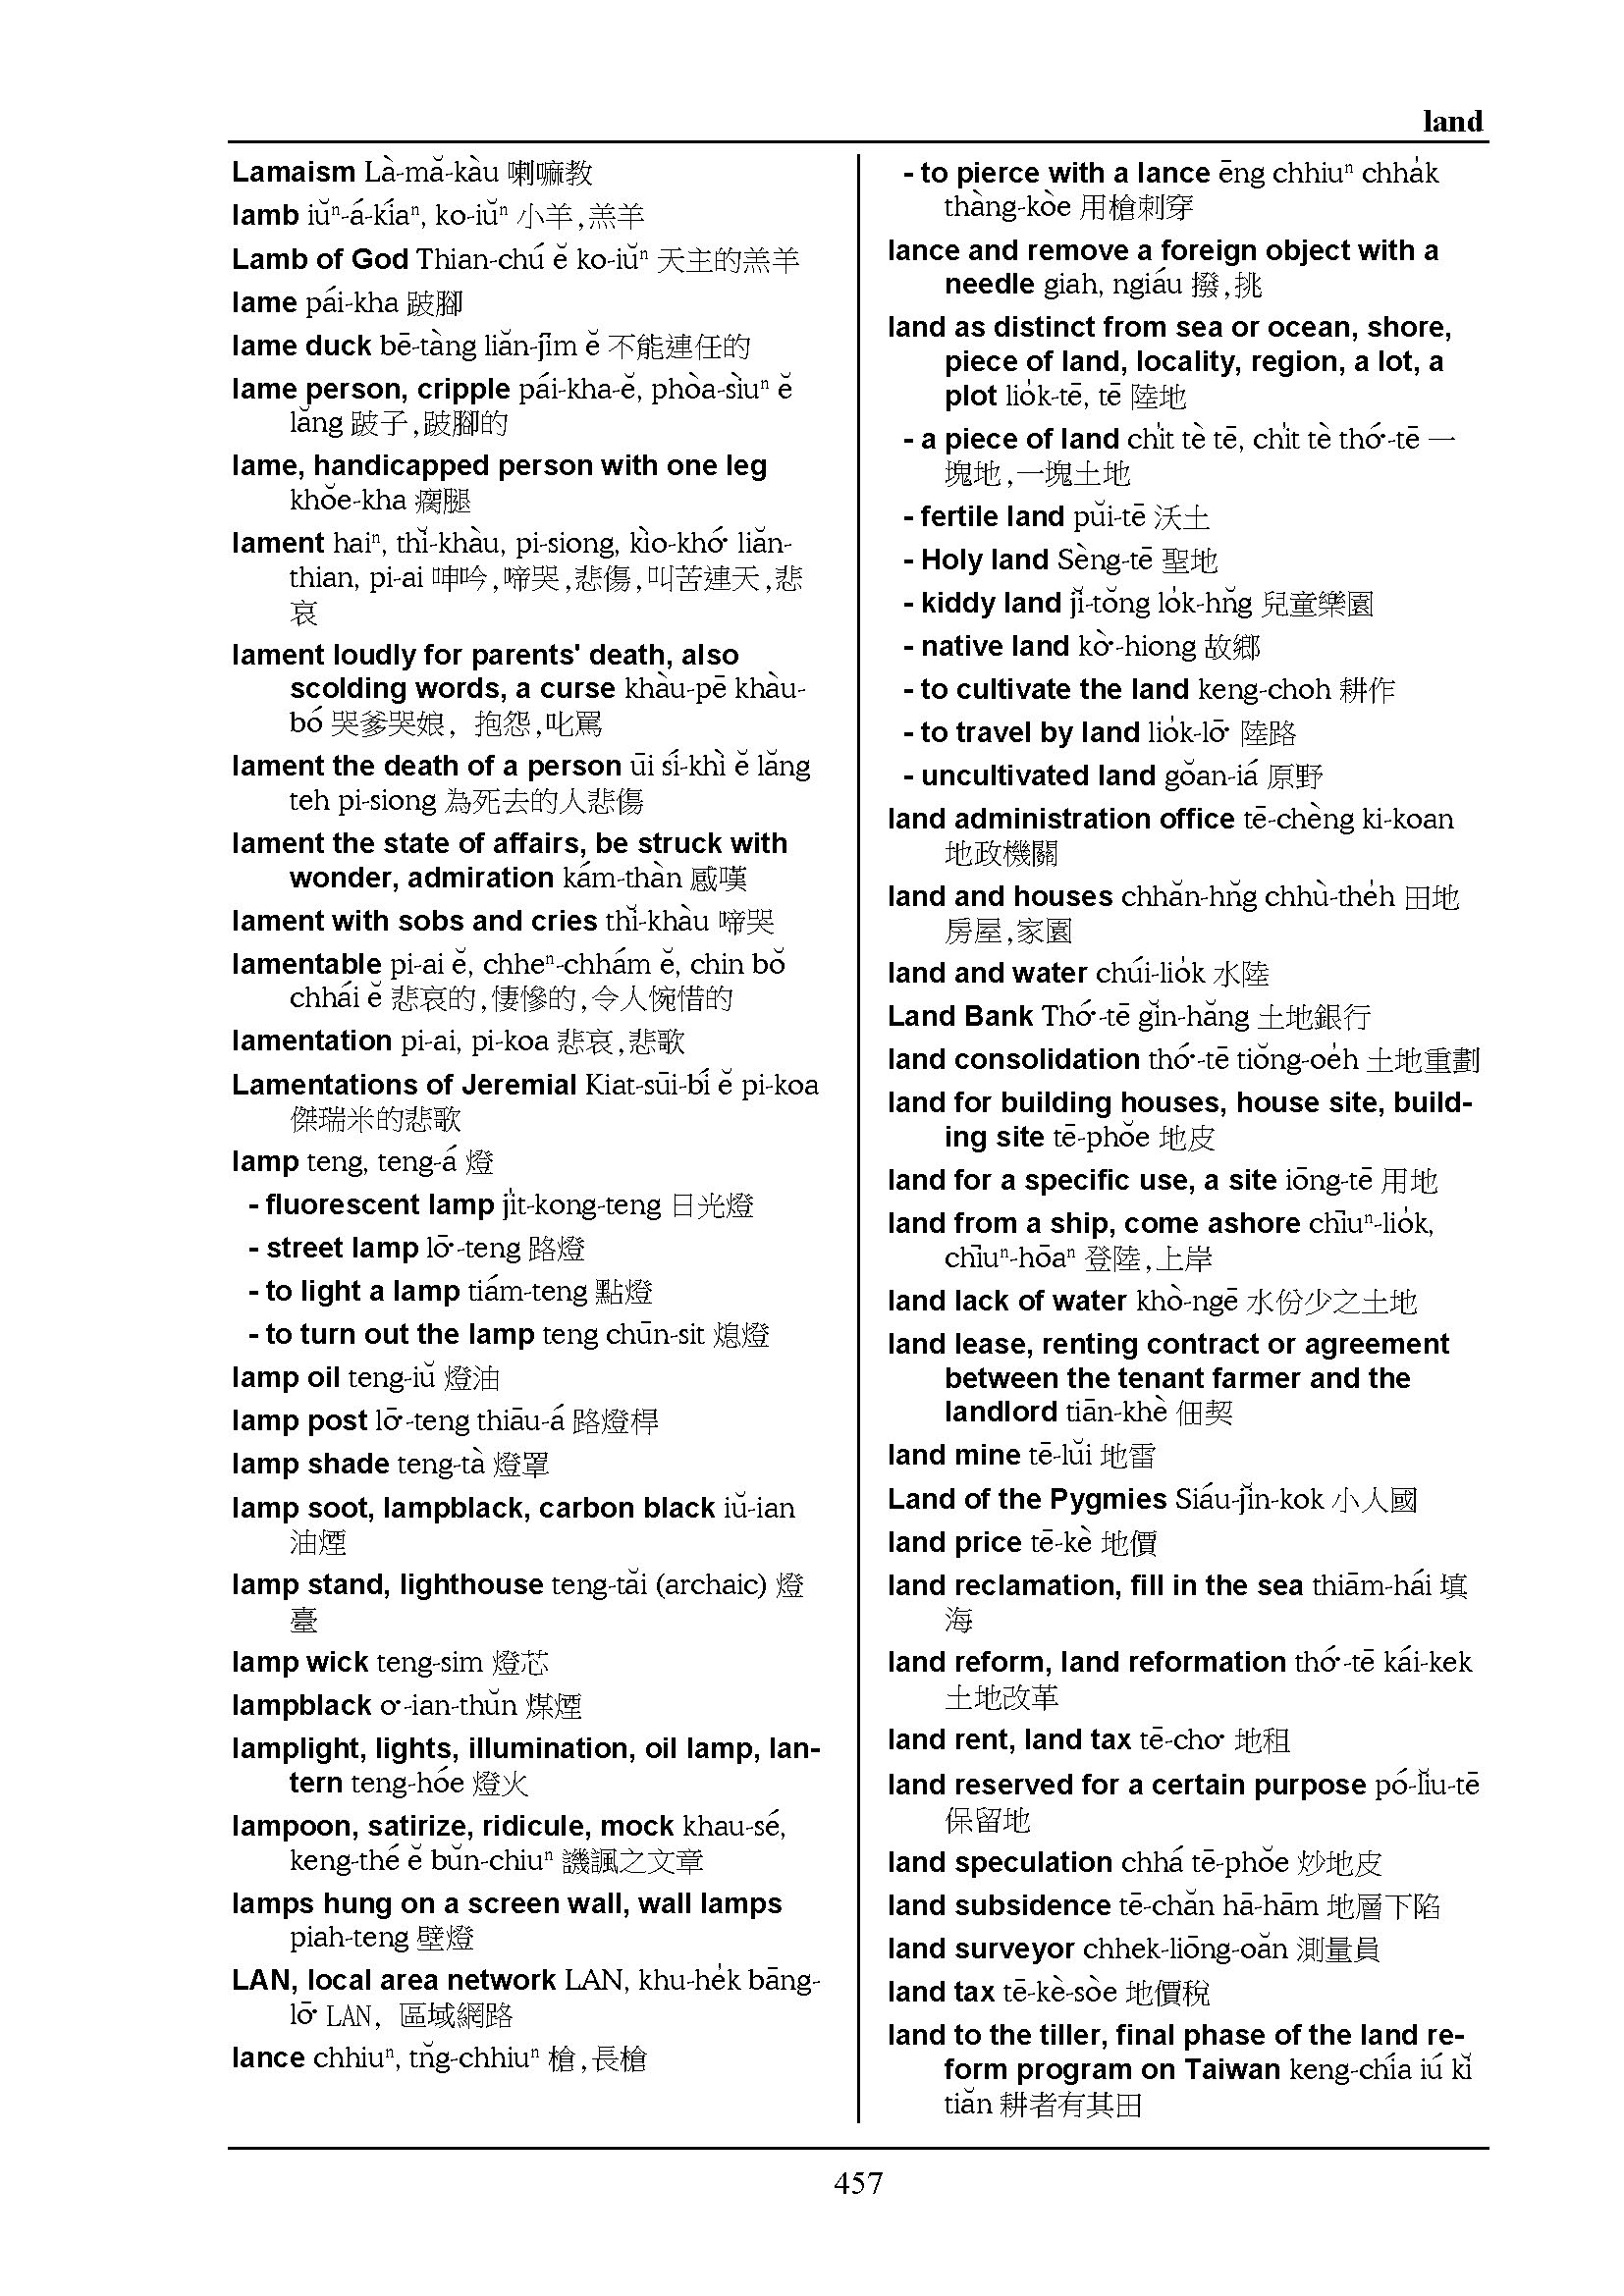 land
Lamaism Là-mă-kàu 喇嘛教
lamb iŭⁿ-á-kíaⁿ, ko-iŭⁿ 小羊,羔羊
Lamb of God Thian-chú ĕ ko-iŭⁿ 天主的羔羊
lame pái-kha 跛腳
lame duck bē-tàng liăn-jīm ĕ 不能連任的
lame person, cripple pái-kha-ĕ, phòa-sìuⁿ ĕ
lăng 跛子,跛腳的
lame, handicapped person with one leg
khŏe-kha 瘸腿
lament haiⁿ, thĭ-khàu, pi-siong, kìo-khó͘ liăn-
thian, pi-ai 呻吟,啼哭,悲傷,叫苦連天,悲
哀
lament loudly for parents' death, also
scolding words, a curse khàu-pē khàu-
bó 哭爹哭娘, 抱怨,叱罵
lament the death of a person ūi sí-khì ĕ lăng
teh pi-siong 為死去的人悲傷
lament the state of affairs, be struck with
wonder, admiration kám-thàn 感嘆
lament with sobs and cries thĭ-khàu 啼哭
lamentable pi-ai ĕ, chheⁿ-chhám ĕ, chin bŏ
chhái ĕ 悲哀的,悽慘的,令人惋惜的
lamentation pi-ai, pi-koa 悲哀,悲歌
Lamentations of Jeremial Kiat-sūi-bí ĕ pi-koa
傑瑞米的悲歌
lamp teng, teng-á 燈
- fluorescent lamp ji̍t-kong-teng 日光燈
- street lamp lō͘-teng 路燈
- to light a lamp tiám-teng 點燈
- to turn out the lamp teng chūn-sit 熄燈
lamp oil teng-iŭ 燈油
lamp post lō͘-teng thiāu-á 路燈桿
lamp shade teng-tà 燈罩
lamp soot, lampblack, carbon black iŭ-ian
油煙
lamp stand, lighthouse teng-tăi (archaic) 燈
臺
lamp wick teng-sim 燈芯
lampblack o͘-ian-thŭn 煤煙
lamplight, lights, illumination, oil lamp, lan-
tern teng-hóe 燈火
lampoon, satirize, ridicule, mock khau-sé,
keng-thé ĕ bŭn-chiuⁿ 譏諷之文章
lamps hung on a screen wall, wall lamps
piah-teng 壁燈
LAN, local area network LAN, khu-he̍k bāng-
lō͘ LAN, 區域網路
lance chhiuⁿ, tn̆g-chhiuⁿ 槍,長槍
- to pierce with a lance ēng chhiuⁿ chha̍k
thàng-kòe 用槍刺穿
lance and remove a foreign object with a
needle giah, ngiáu 撥,挑
land as distinct from sea or ocean, shore,
piece of land, locality, region, a lot, a
plot lio̍k-tē, tē 陸地
- a piece of land chi̍t tè tē, chi̍t tè thó͘-tē 一
塊地,一塊土地
- fertile land pŭi-tē 沃土
- Holy land Sèng-tē 聖地
- kiddy land jĭ-tŏng lo̍k-hn̆g 兒童樂園
- native land kò͘-hiong 故鄉
- to cultivate the land keng-choh 耕作
- to travel by land lio̍k-lō͘ 陸路
- uncultivated land gŏan-iá 原野
land administration office tē-chèng ki-koan
地政機關
land and houses chhăn-hn̆g chhù-the̍h 田地
房屋,家園
land and water chúi-lio̍k 水陸
Land Bank Thó͘-tē gĭn-hăng 土地銀行
land consolidation thó͘-tē tiŏng-oe̍h 土地重劃
land for building houses, house site, build-
ing site tē-phŏe 地皮
land for a specific use, a site iōng-tē 用地
land from a ship, come ashore chīuⁿ-lio̍k,
chīuⁿ-hōaⁿ 登陸,上岸
land lack of water khò-ngē 水份少之土地
land lease, renting contract or agreement
between the tenant farmer and the
landlord tiān-khè 佃契
land mine tē-lŭi 地雷
Land of the Pygmies Siáu-jĭn-kok 小人國
land price tē-kè 地價
land reclamation, fill in the sea thiām-hái 填
海
land reform, land reformation thó͘-tē kái-kek
土地改革
land rent, land tax tē-cho͘ 地租
land reserved for a certain purpose pó-lĭu-tē
保留地
land speculation chhá tē-phŏe 炒地皮
land subsidence tē-chăn hā-hām 地層下陷
land surveyor chhek-liōng-oăn 測量員
land tax tē-kè-sòe 地價稅
land to the tiller, final phase of the land re-
form program on Taiwan keng-chía iú kĭ
tiăn 耕者有其田
457